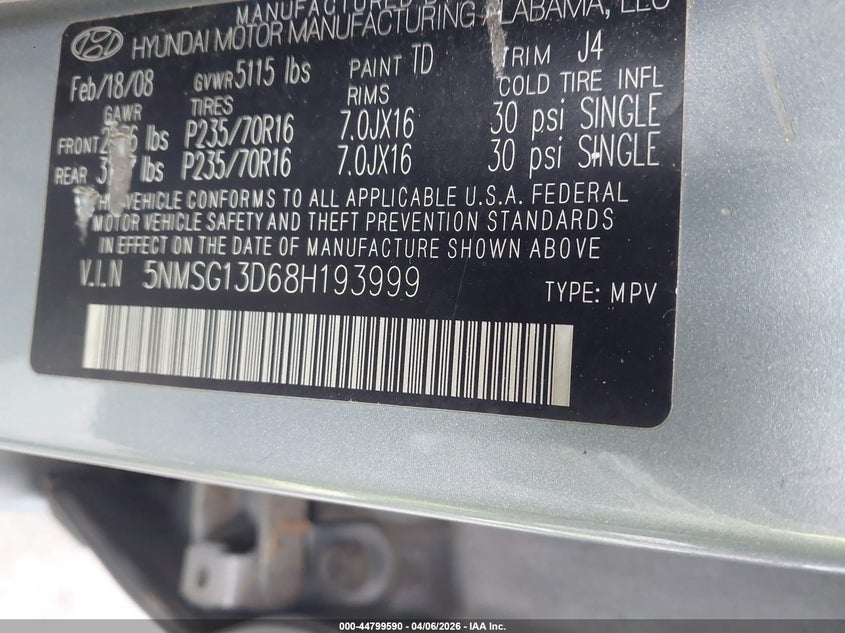 MANUFACTURED B
HYUNDAI MOTOR MANUFACTURING ALABAMA, LLC
Feb/18/08 GVWR 5115 lbs PAINT TD TRIM J4
GAWR TIRES RIMS COLD TIRE INFL
FRONT lbs P235/70R16 7.0JX16 30 psi SINGLE
REAR lbs P235/70R16 7.0JX16 30 psi SINGLE
VEHICLE CONFORMS TO ALL APPLICABLE U.S.A. FEDERAL
MOTOR VEHICLE SAFETY AND THEFT PREVENTION STANDARDS
IN EFFECT ON THE DATE OF MANUFACTURE SHOWN ABOVE
V.I.N 5NMSG13D68H193999 TYPE: MPV
000-44799590 - 04/06/2026 - IAA Inc.